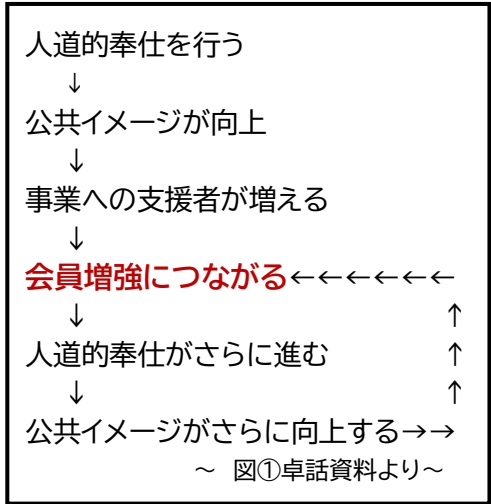 人道的奉仕を行う
↓
公共イメージが向上
↓
事業への支援者が増える
↓
会員増強につながる←←←←←←
↓ ↑
人道的奉仕がさらに進む ↑
↓ ↑
公共イメージがさらに向上する→→
～ 図①卓話資料より～